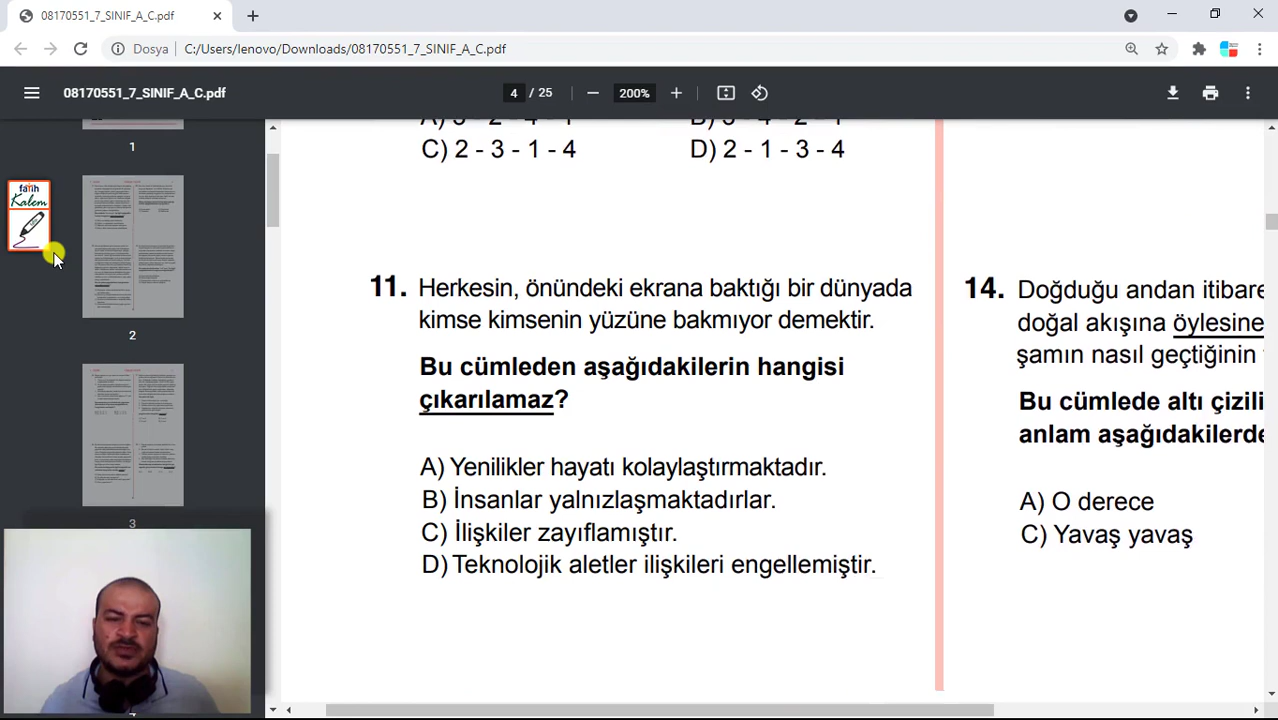 08170551_7_SINIF_A_C.pdf
Dosya
C:/Users/lenovo/Downloads/08170551_7_SINIF_A_C.pdf
08170551_7_SINIF_A_C.pdf
4 / 25
200%
1
fatih
Kalem
2
3
C) 2 - 3 - 1 - 4
D) 2 - 1 - 3 - 4
11. Herkesin, önündeki ekrana baktığı bir dünyada
kimse kimsenin yüzüne bakmıyor demektir.
Bu cümleden aşağıdakilerin hangisi
çıkarılamaz?
A) Yenilikler hayatı kolaylaştırmaktadır.
B) İnsanlar yalnızlaşmaktadırlar.
C) İlişkiler zayıflamıştır.
D) Teknolojik aletler ilişkileri engellemiştir.
14. Doğduğu andan itibare
doğal akışına öylesine
şamın nasıl geçtiğinin
Bu cümlede altı çizili
anlam aşağıdakilerde
A) O derece
C) Yavaş yavaş